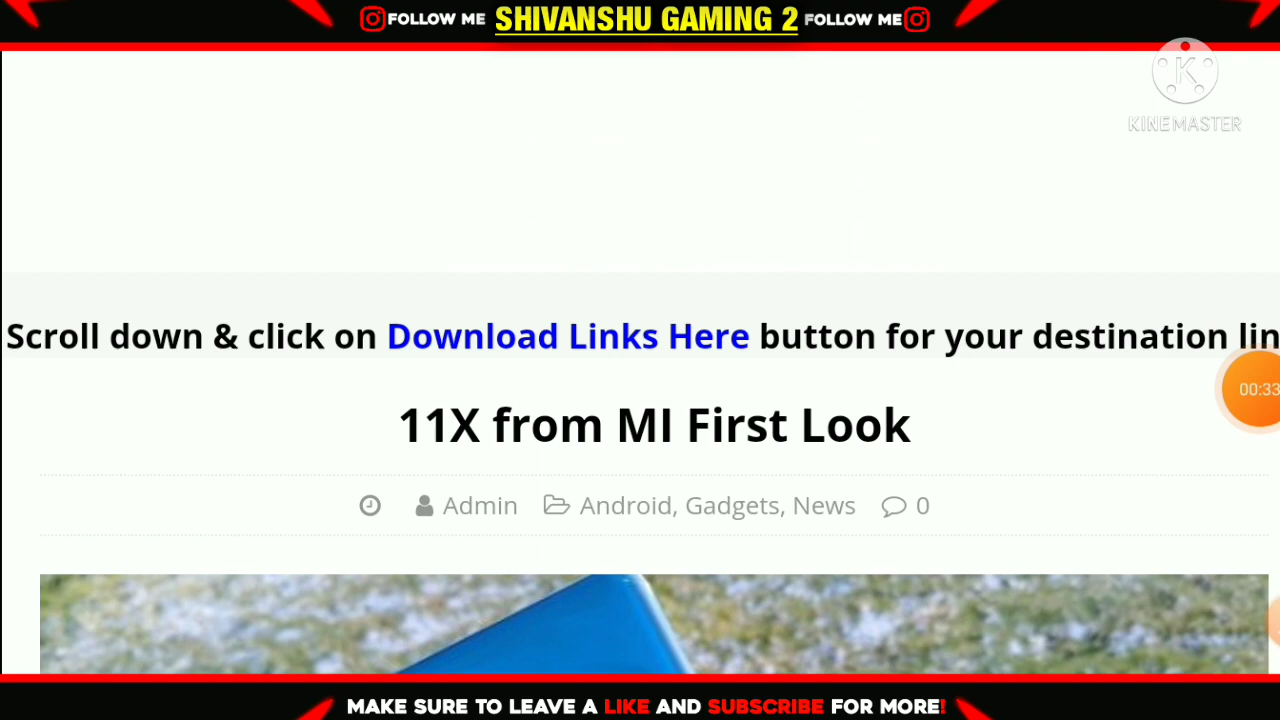 FOLLOW ME SHIVANSHU GAMING 2 FOLLOW ME
K
KINEMASTER
Scroll down & click on Download Links Here button for your destination lin
00:33
11X from MI First Look
Admin Android, Gadgets, News 0
MAKE SURE TO LEAVE A LIKE AND SUBSCRIBE FOR MORE!